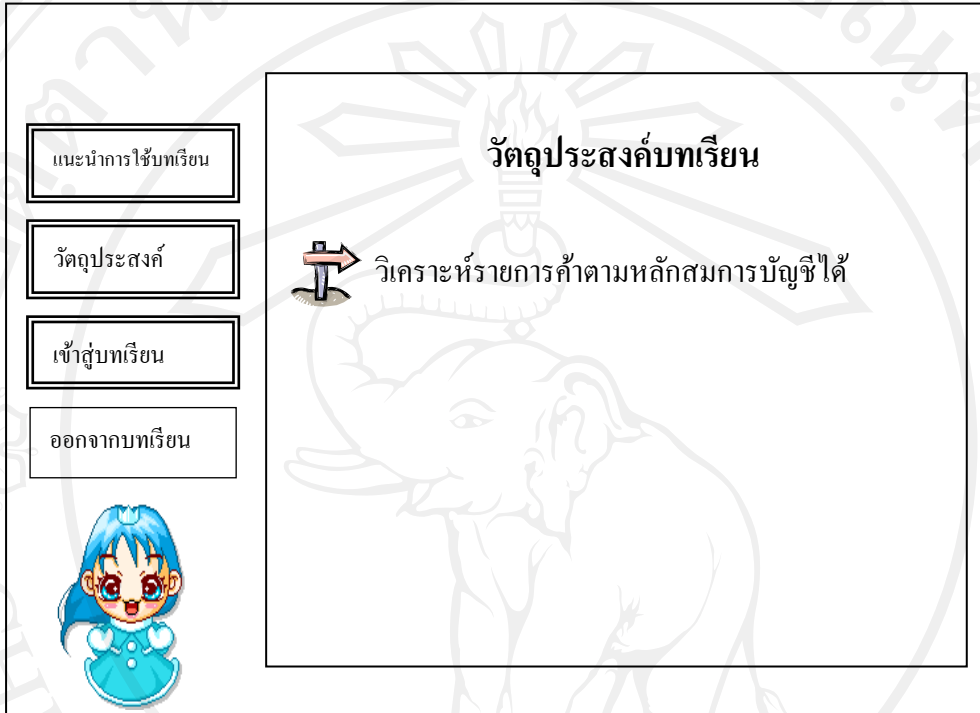 แนะนำการใช้บทเรียน
วัตถุประสงค์
เข้าสู่บทเรียน
ออกจากบทเรียน
วัตถุประสงค์บทเรียน
วิเคราะห์รายการค้าตามหลักสมการบัญชีได้